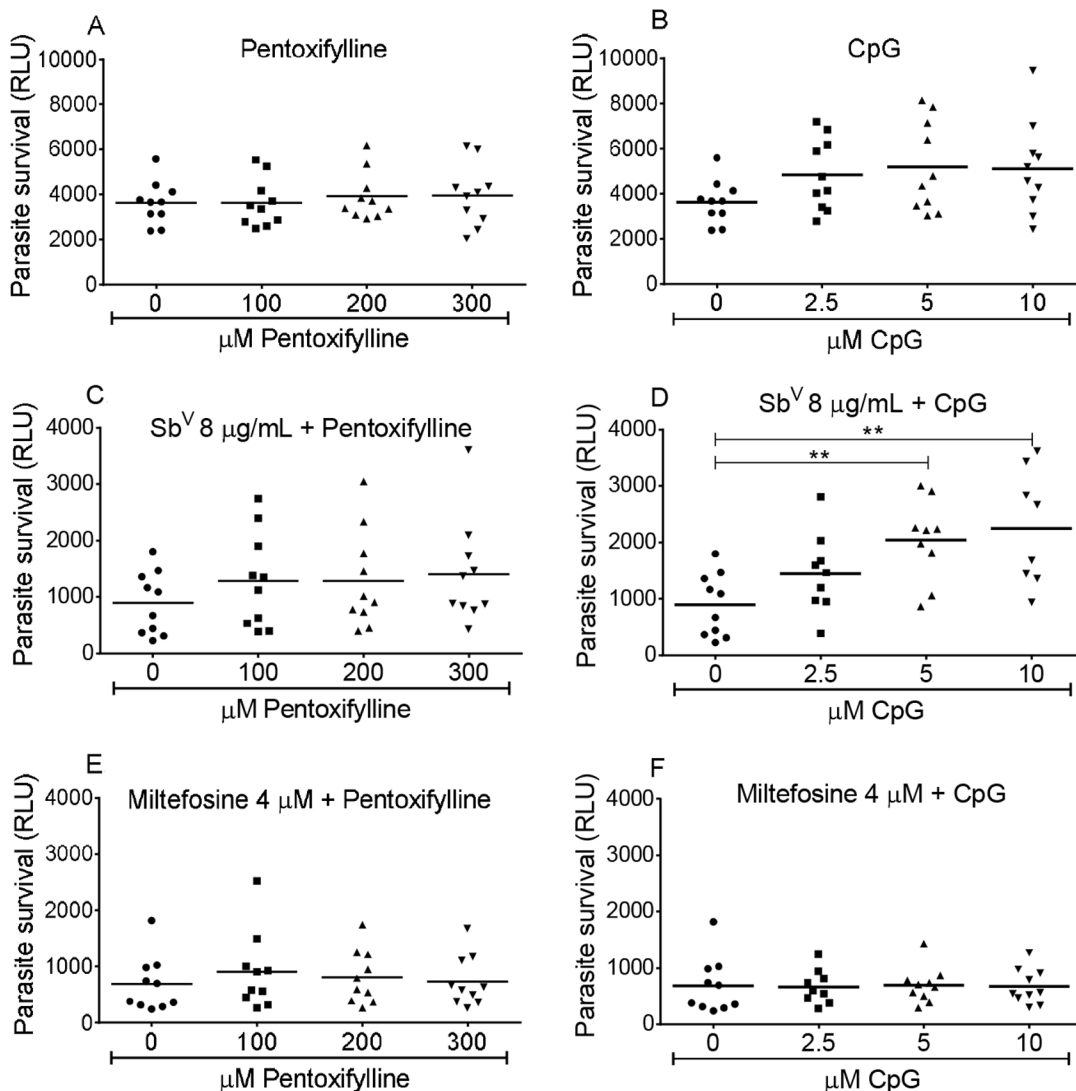 A
Pentoxifylline
Parasite survival (RLU)
10000
8000
6000
4000
2000
0
0 100 200 300
μM Pentoxifylline
B
CpG
Parasite survival (RLU)
10000
8000
6000
4000
2000
0
0 2.5 5 10
μM CpG
C
Sbⱽ 8 μg/mL + Pentoxifylline
Parasite survival (RLU)
4000
3000
2000
1000
0
0 100 200 300
μM Pentoxifylline
D
Sbⱽ 8 μg/mL + CpG
**
**
Parasite survival (RLU)
4000
3000
2000
1000
0
0 2.5 5 10
μM CpG
E
Miltefosine 4 μM + Pentoxifylline
Parasite survival (RLU)
4000
3000
2000
1000
0
0 100 200 300
μM Pentoxifylline
F
Miltefosine 4 μM + CpG
Parasite survival (RLU)
4000
3000
2000
1000
0
0 2.5 5 10
μM CpG